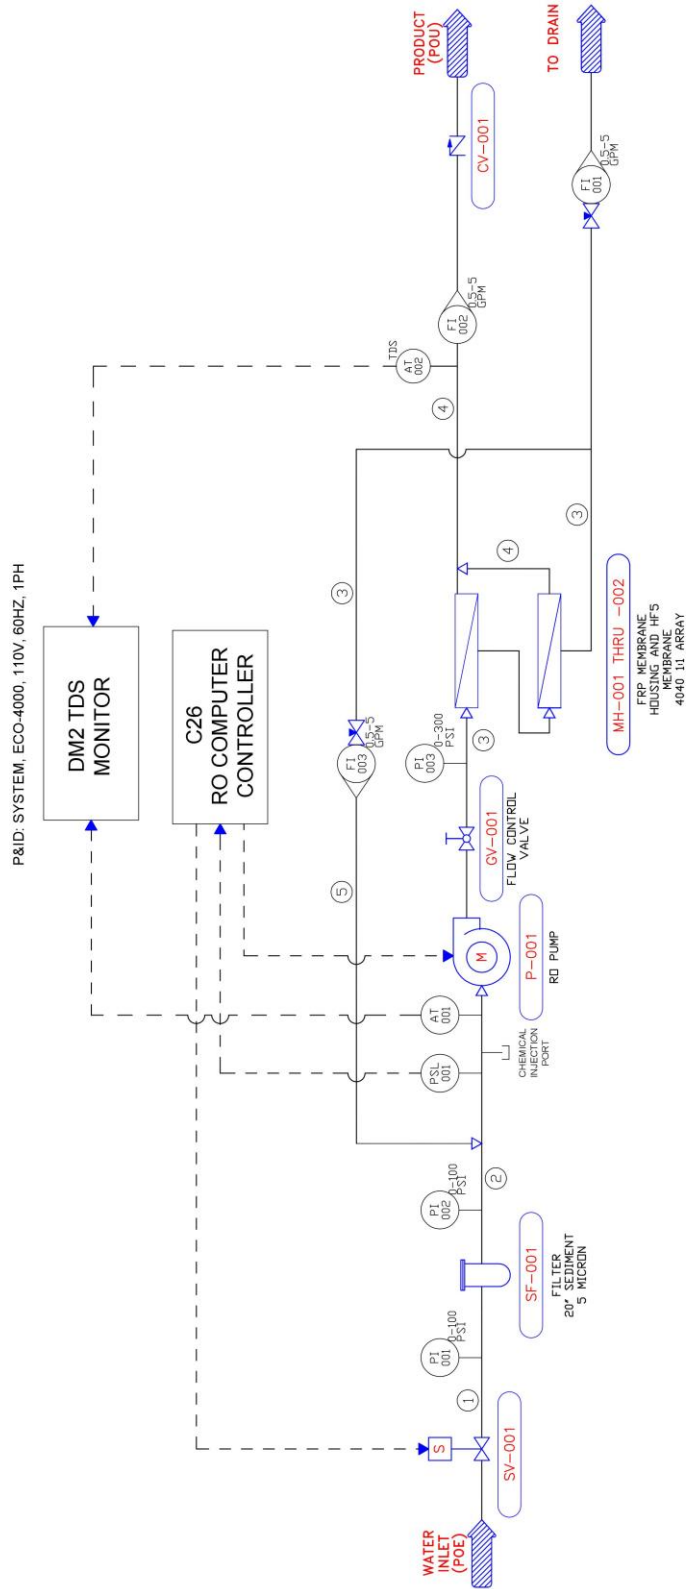 P&ID: SYSTEM, ECO-4000, 110V, 60HZ, 1PH
DM2 TDS
MONITOR
C26
RO COMPUTER
CONTROLLER
WATER
INLET
(POE)
S
SV-001
1
PI
001
0-100
PSI
SF-001
FILTER
20" SEDIMENT
5 MICRON
PI
002
0-100
PSI
2
PSL
001
AT
001
CHEMICAL
INJECTION
PORT
M
P-001
RO PUMP
GV-001
FLOW CONTROL
VALVE
PI
003
0-300
PSI
3
5
FI
003
0.5-5
GPM
3
MH-001 THRU -002
FRP MEMBRANE
HOUSING AND HF5
MEMBRANE
4040 1:1 ARRAY
4
3
4
AT
002
TDS
FI
002
0.5-5
GPM
CV-001
PRODUCT
(POU)
FI
001
0.5-5
GPM
TO DRAIN